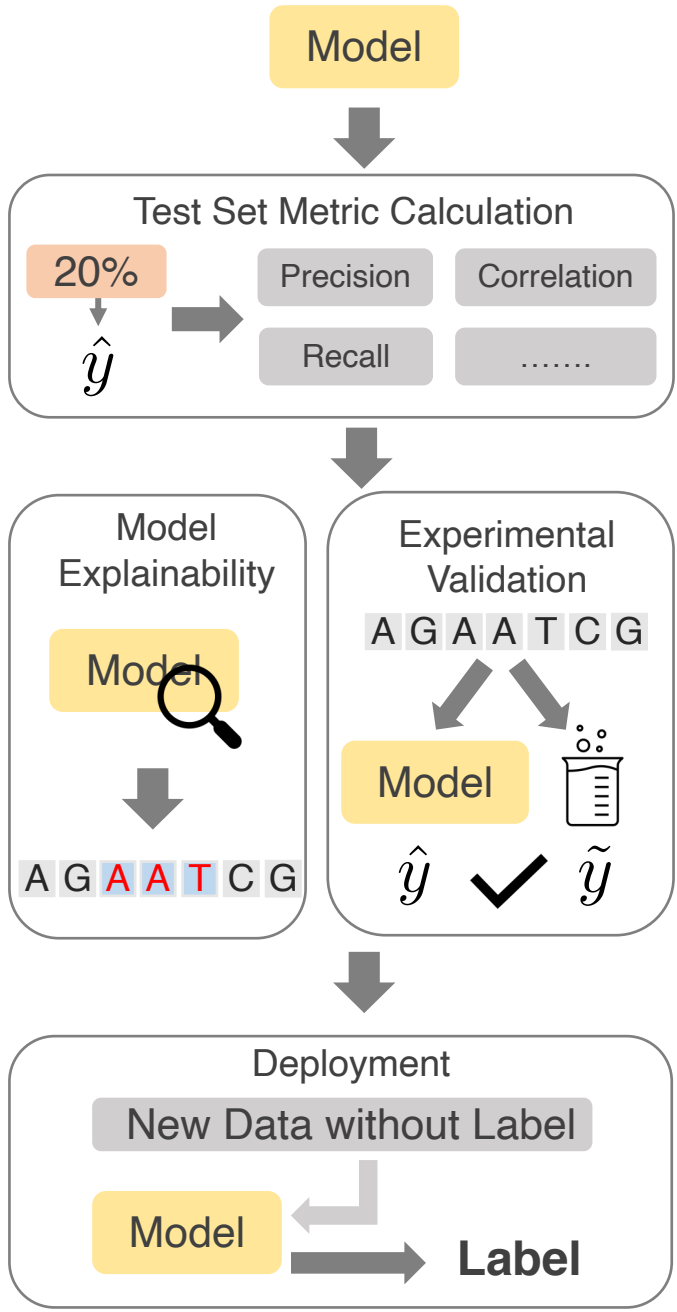 Model
Test Set Metric Calculation
20%
Precision
Correlation
ŷ
Recall
.......
Model
Explainability
Model
A G A A T C G
Experimental
Validation
A G A A T C G
Model
ŷ
ỹ
Deployment
New Data without Label
Model
Label